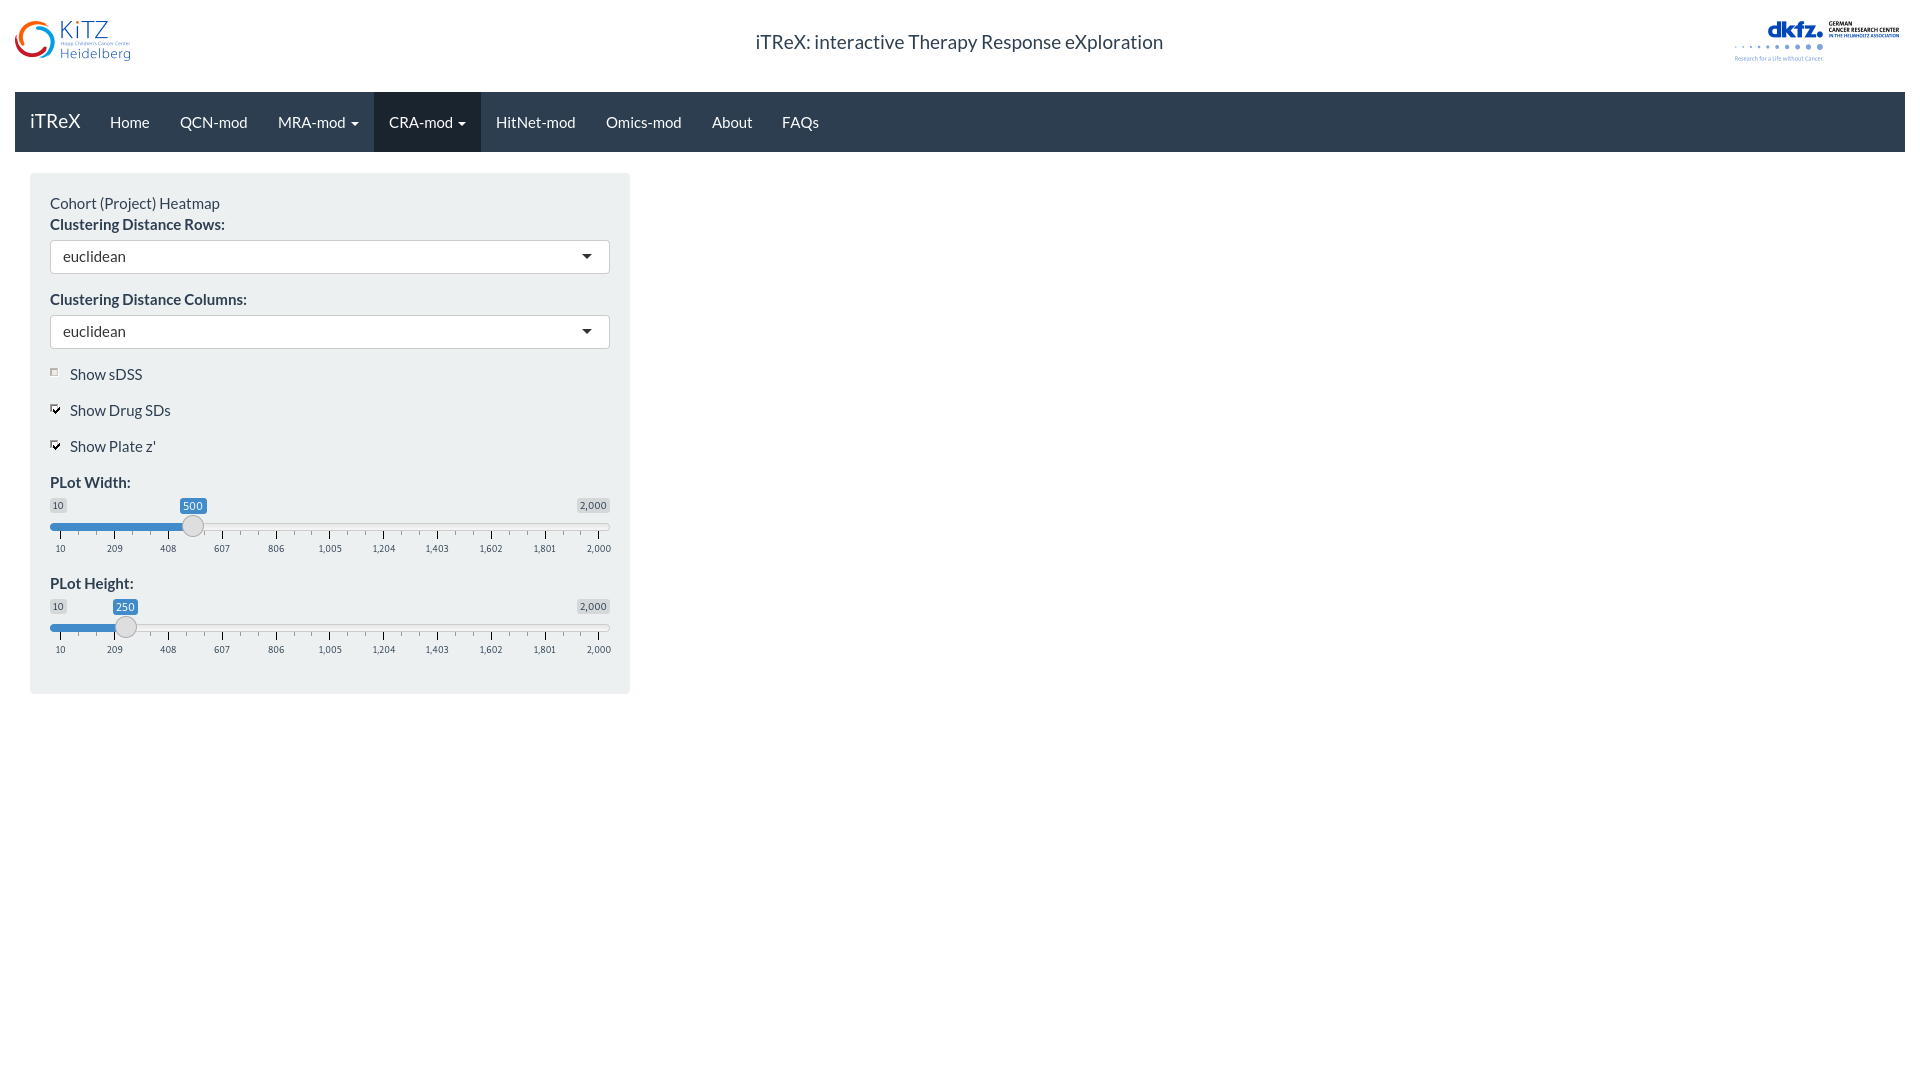 KiTZ
Hopp Children's Cancer Center
Heidelberg
iTReX: interactive Therapy Response eXploration
dkfz.
GERMAN
CANCER RESEARCH CENTER
IN THE HELMHOLTZ ASSOCIATION
Research for a Life without Cancer
iTReX Home QCN-mod MRA-mod CRA-mod HitNet-mod Omics-mod About FAQs
Cohort (Project) Heatmap
Clustering Distance Rows:
euclidean
Clustering Distance Columns:
euclidean
Show sDSS
Show Drug SDs
Show Plate z'
PLot Width:
10 500 2,000
10 209 408 607 806 1,005 1,204 1,403 1,602 1,801 2,000
PLot Height:
10 250 2,000
10 209 408 607 806 1,005 1,204 1,403 1,602 1,801 2,000